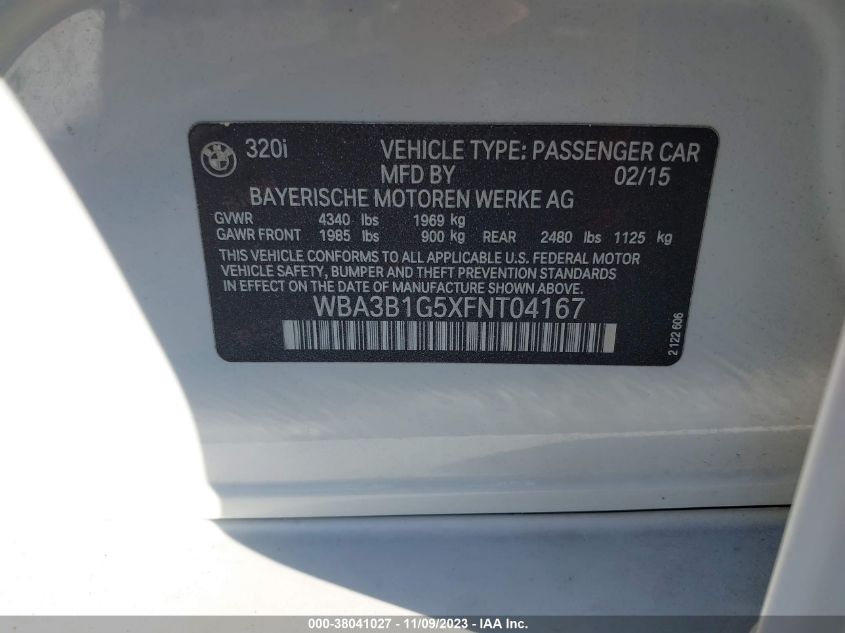 320i VEHICLE TYPE: PASSENGER CAR
MFD BY 02/15
BAYERISCHE MOTOREN WERKE AG
GVWR 4340 lbs 1969 kg
GAWR FRONT 1985 lbs 900 kg REAR 2480 lbs 1125 kg
THIS VEHICLE CONFORMS TO ALL APPLICABLE U.S. FEDERAL MOTOR
VEHICLE SAFETY, BUMPER AND THEFT PREVENTION STANDARDS
IN EFFECT ON THE DATE OF MANUFACTURE SHOWN ABOVE.
WBA3B1G5XFNT04167
2 122 606
000-38041027 - 11/09/2023 - IAAI Inc.